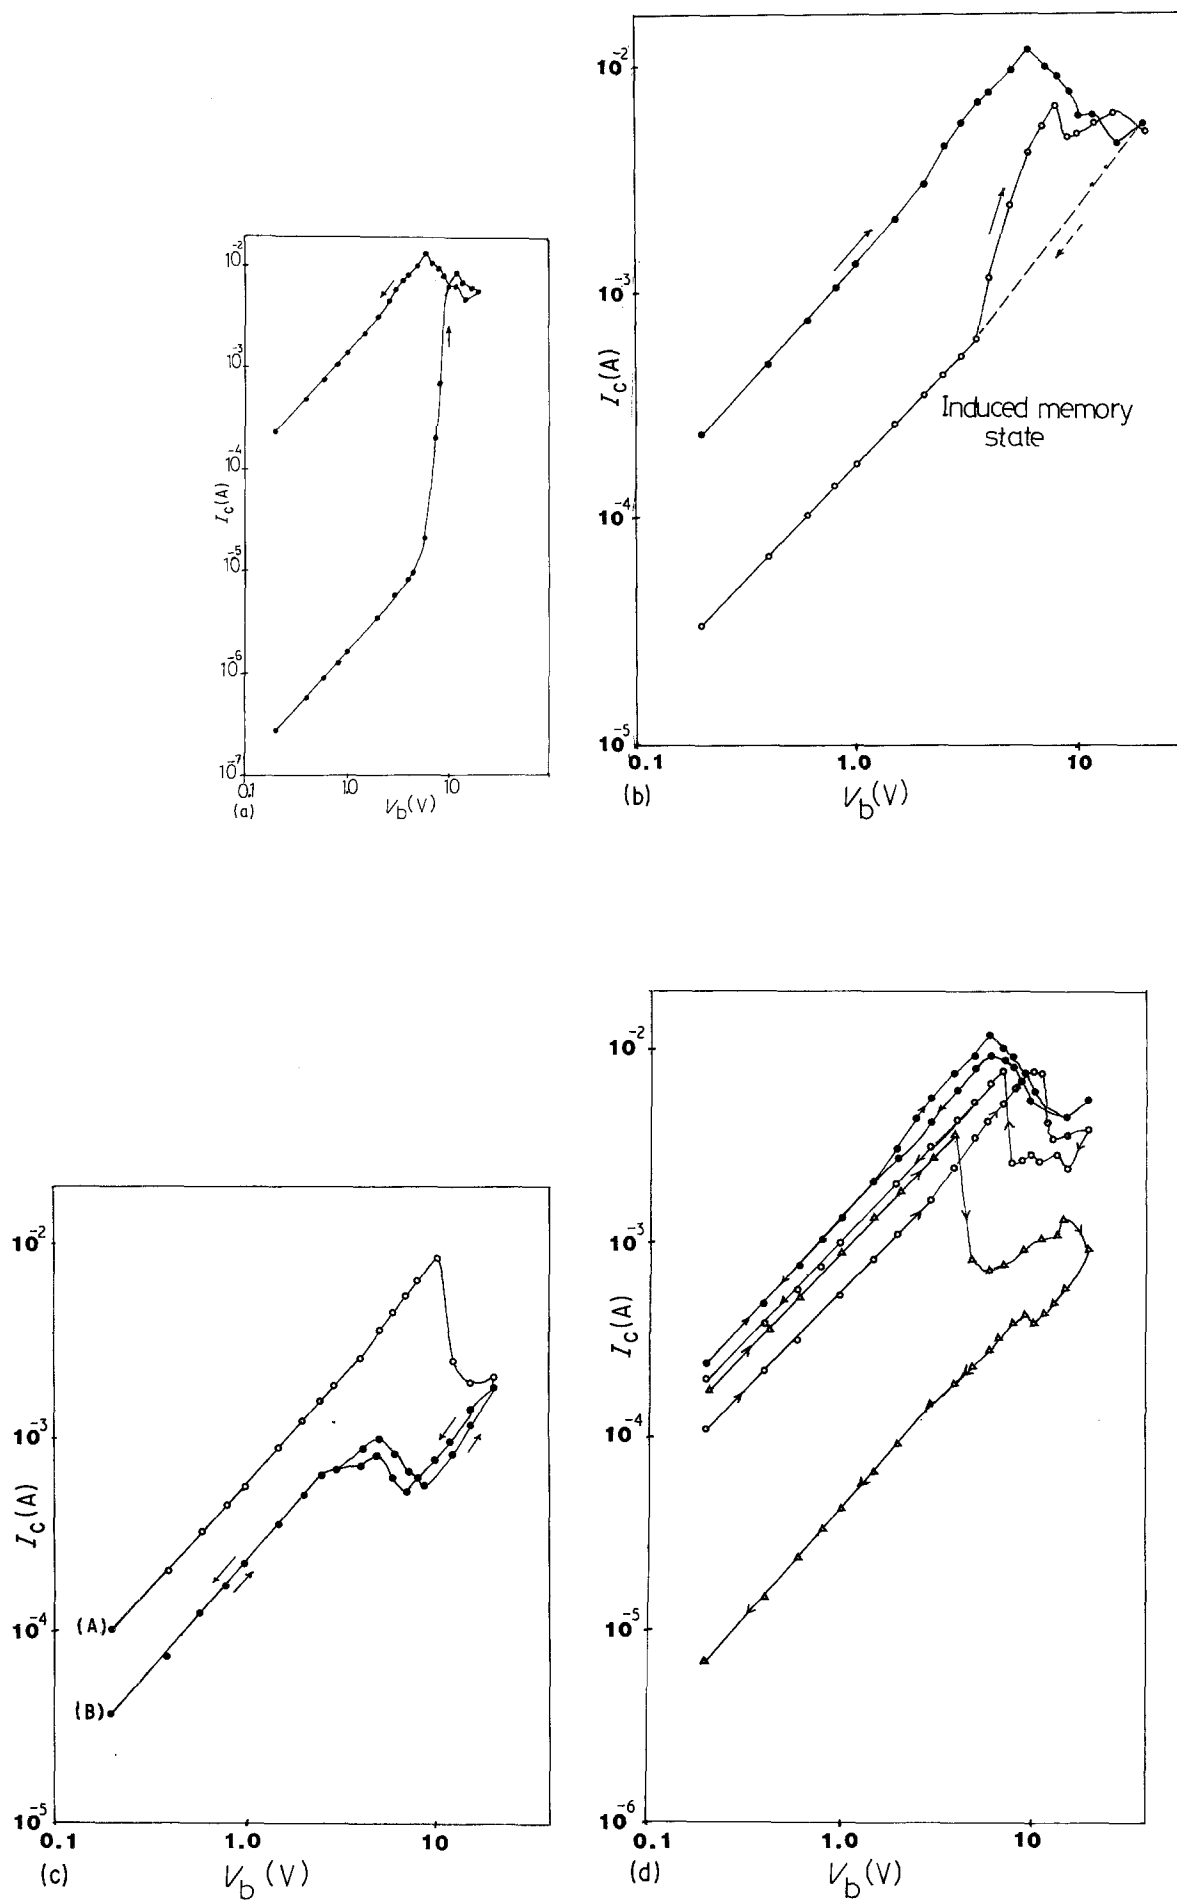 10⁻²
10⁻³
10⁻⁴
10⁻⁵
10⁻⁶
10⁻⁷
I_c(A)
0.1
1.0
10
(a)
V_b(V)
10⁻²
10⁻³
10⁻⁴
10⁻⁵
I_c(A)
Induced memory
state
0.1
1.0
10
(b)
V_b(V)
10⁻²
10⁻³
10⁻⁴
10⁻⁵
I_c(A)
(A)
(B)
0.1
1.0
10
(c)
V_b(V)
10⁻²
10⁻³
10⁻⁴
10⁻⁵
10⁻⁶
I_c(A)
0.1
1.0
10
(d)
V_b(V)